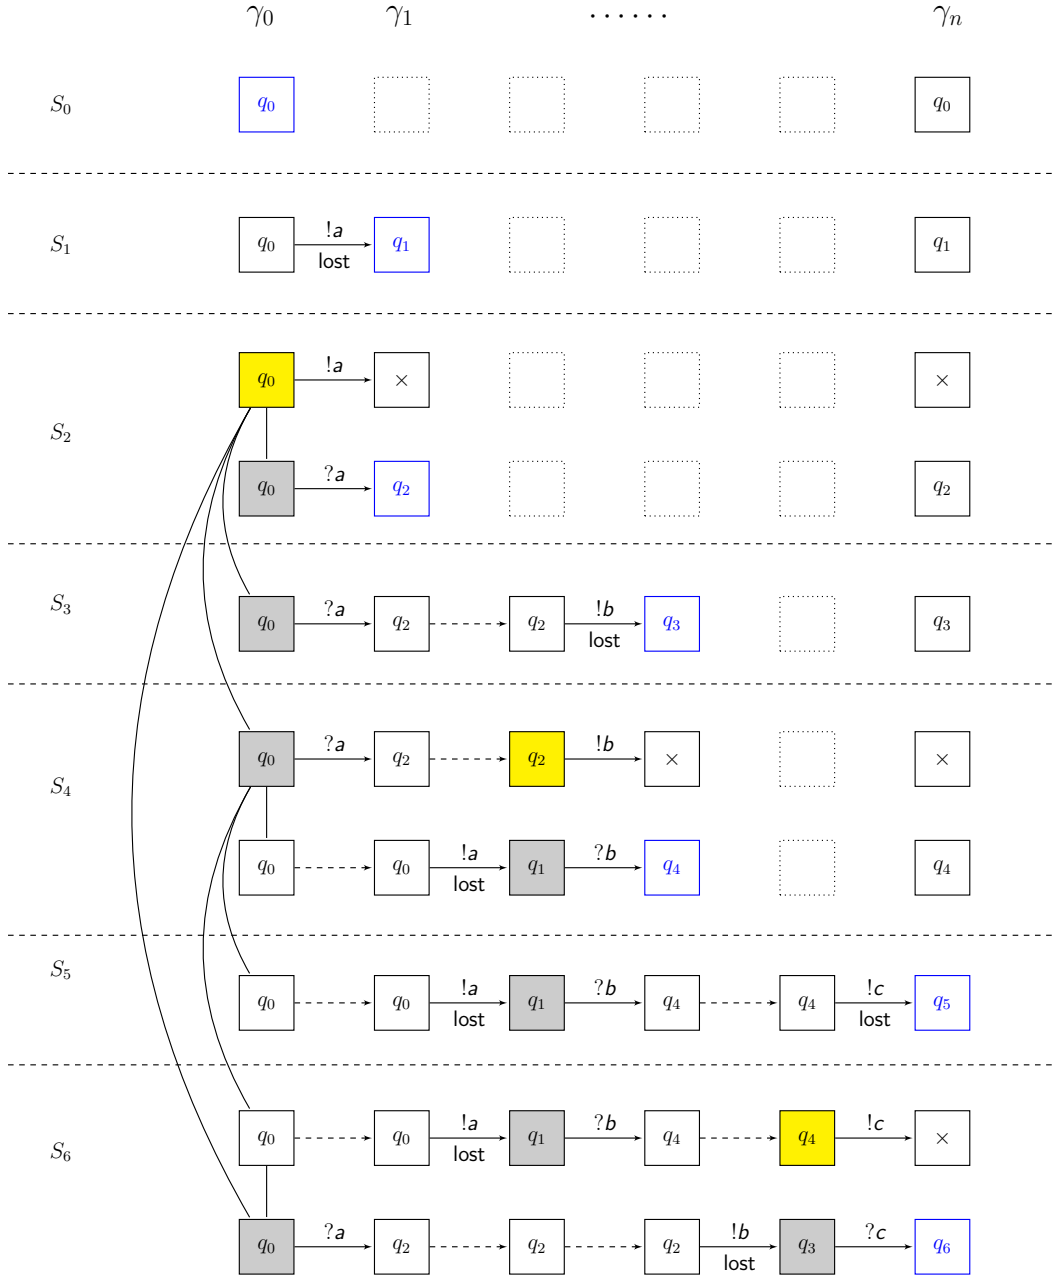 γ₀ γ₁ · · · · · · γₙ
S₀ q₀ q₀
S₁ q₀ !a lost q₁ q₁
q₀ !a × ×
S₂
q₀ ?a q₂ q₂
S₃ q₀ ?a q₂ q₂ !b lost q₃ q₃
q₀ ?a q₂ q₂ !b × ×
S₄
q₀ q₀ !a lost q₁ ?b q₄ q₄
S₅ q₀ q₀ !a lost q₁ ?b q₄ q₄ !c lost q₅
q₀ q₀ !a lost q₁ ?b q₄ q₄ !c ×
S₆
q₀ ?a q₂ q₂ q₂ !b lost q₃ ?c q₆